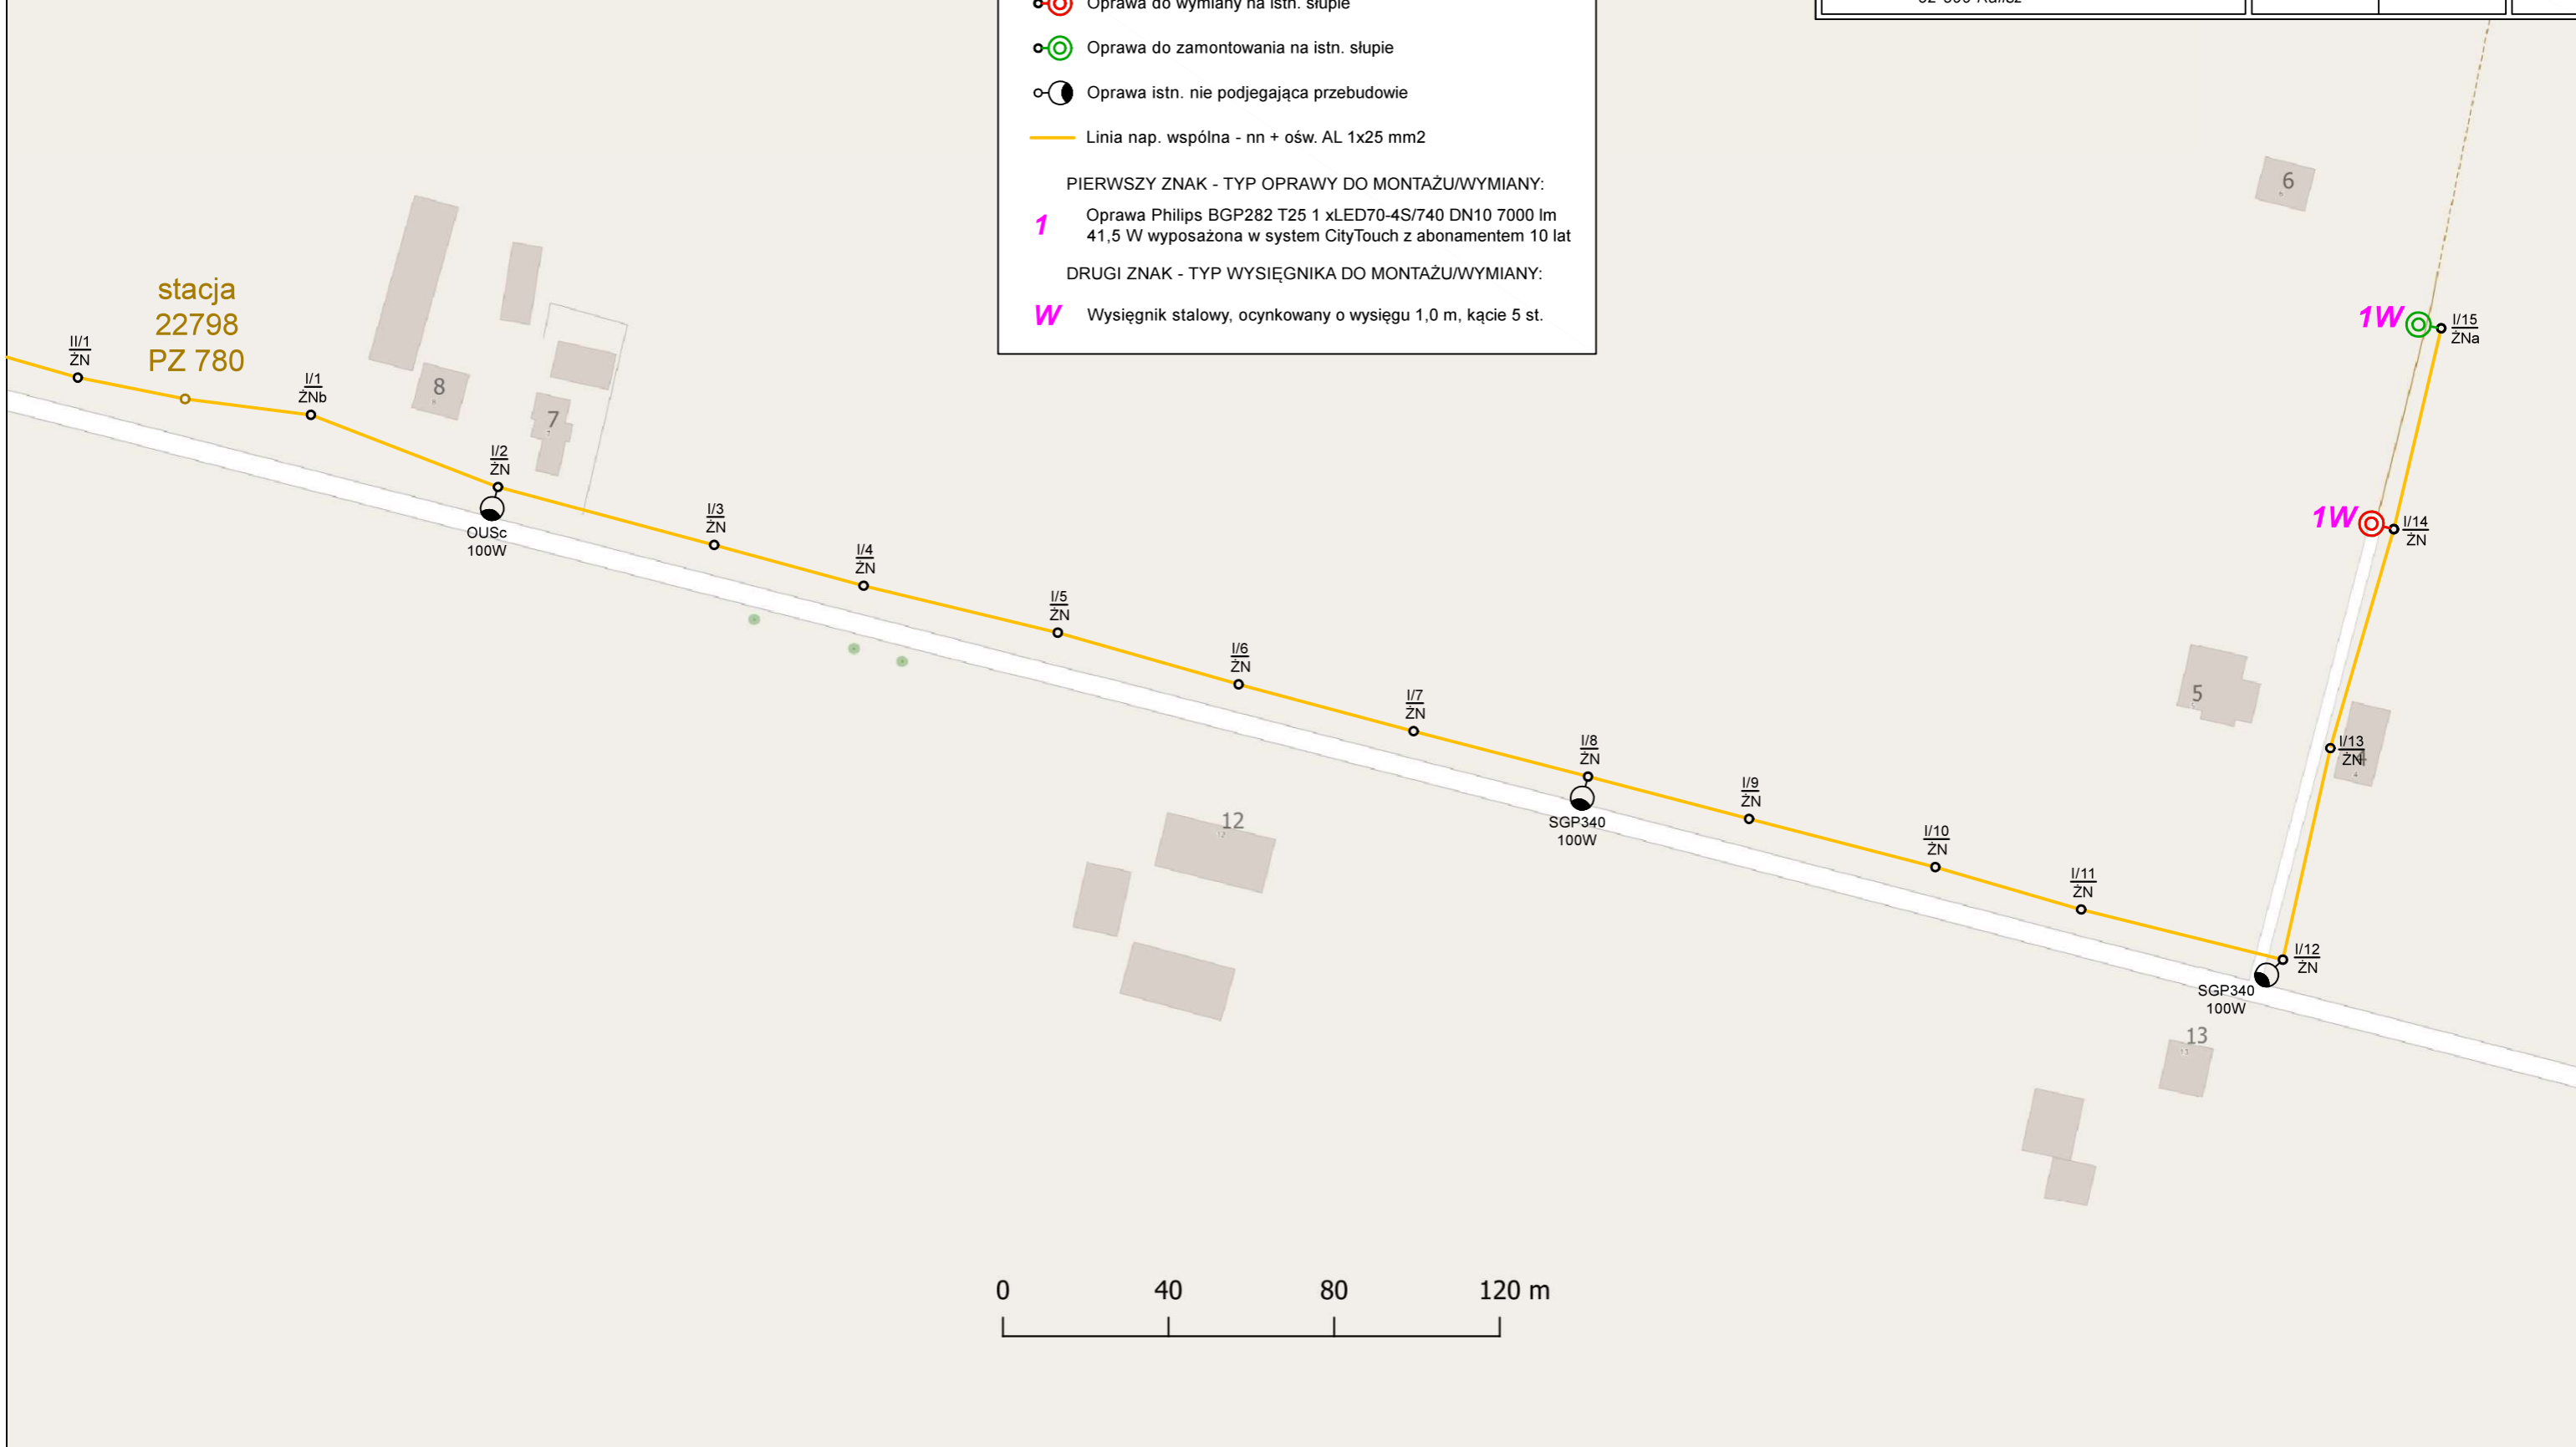 Oprawa do wymiany na istn. słupie
Oprawa do zamontowania na istn. słupie
Oprawa istn. nie podjegająca przebudowie
Linia nap. wspólna - nn + ośw. AL 1x25 mm2
PIERWSZY ZNAK - TYP OPRAWY DO MONTAŻU/WYMIANY:
1 Oprawa Philips BGP282 T25 1 xLED70-4S/740 DN10 7000 lm
41,5 W wyposażona w system CityTouch z abonamentem 10 lat
DRUGI ZNAK - TYP WYSIĘGNIKA DO MONTAŻU/WYMIANY:
W Wysięgnik stalowy, ocynkowany o wysięgu 1,0 m, kącie 5 st.
Kalisz
6
stacja
22798
PZ 780
II/1
ŻN
I/1
ŻNb
8
7
I/2
ŻN
OUSc
100W
I/3
ŻN
I/4
ŻN
I/5
ŻN
I/6
ŻN
I/7
ŻN
I/8
ŻN
SGP340
100W
I/9
ŻN
I/10
ŻN
I/11
ŻN
I/12
ŻN
SGP340
100W
I/13
ŻN
4
5
1W
I/14
ŻN
1W
I/15
ŻNa
12
13
0 40 80 120 m